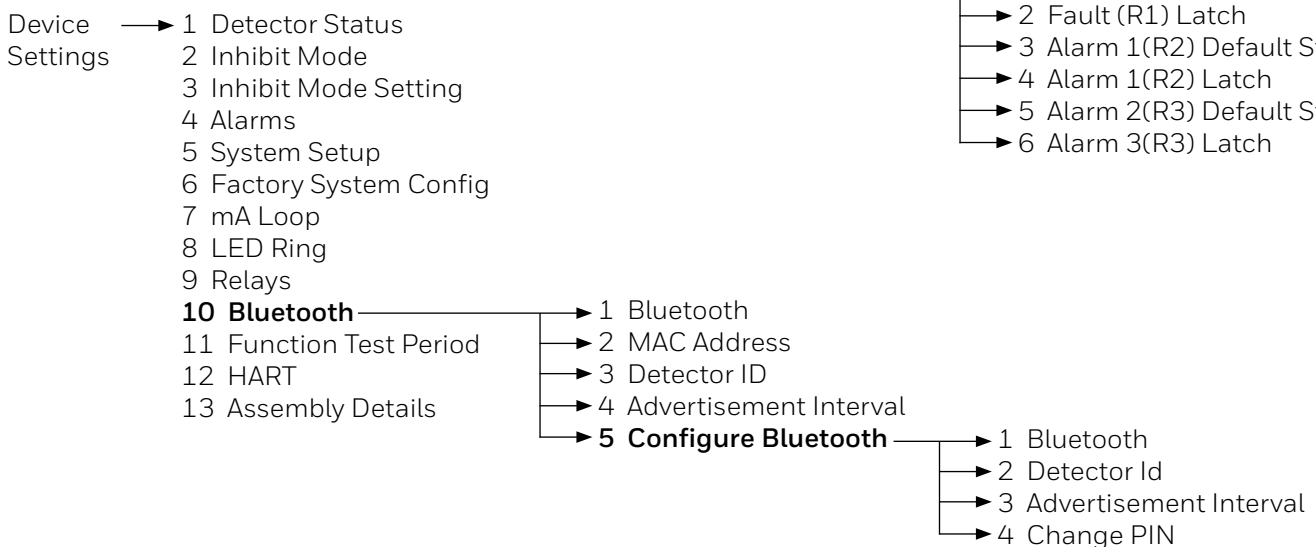 Device
Settings
1 Detector Status
2 Inhibit Mode
3 Inhibit Mode Setting
4 Alarms
5 System Setup
6 Factory System Config
7 mA Loop
8 LED Ring
9 Relays
10 Bluetooth
11 Function Test Period
12 HART
13 Assembly Details
2 Fault (R1) Latch
3 Alarm 1(R2) Default
4 Alarm 1(R2) Latch
5 Alarm 2(R3) Default
6 Alarm 3(R3) Latch
1 Bluetooth
2 MAC Address
3 Detector ID
4 Advertisement Interval
5 Configure Bluetooth
1 Bluetooth
2 Detector Id
3 Advertisement Interval
4 Change PIN